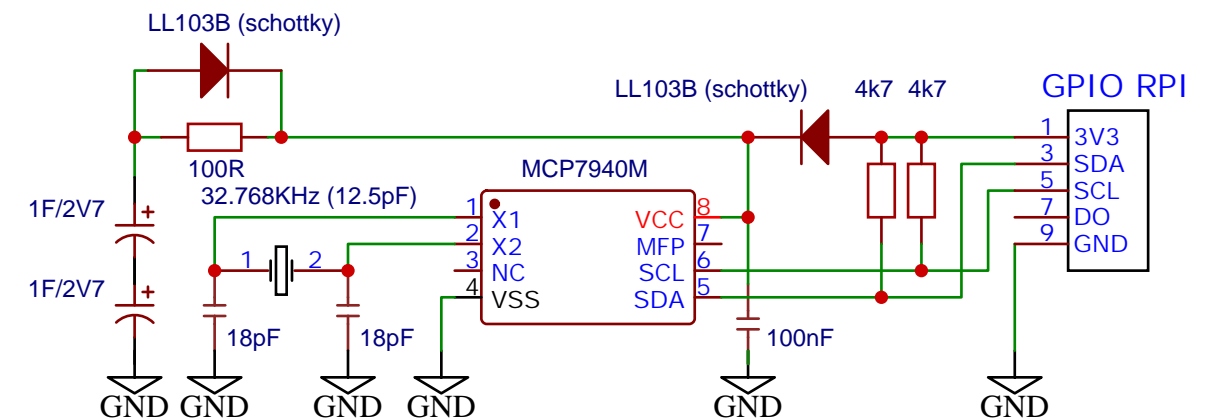 LL103B (schottky)
LL103B (schottky)
4k7
4k7
GPIO RPI
100R
32.768KHz (12.5pF)
MCP7940M
1F/2V7
1F/2V7
1
2
18pF
18pF
1
X1
2
X2
3
NC
4
VSS
8
VCC
7
MFP
6
SCL
5
SDA
100nF
1
3V3
3
SDA
5
SCL
7
DO
9
GND
+
+
GND
GND
GND
GND
GND
GND